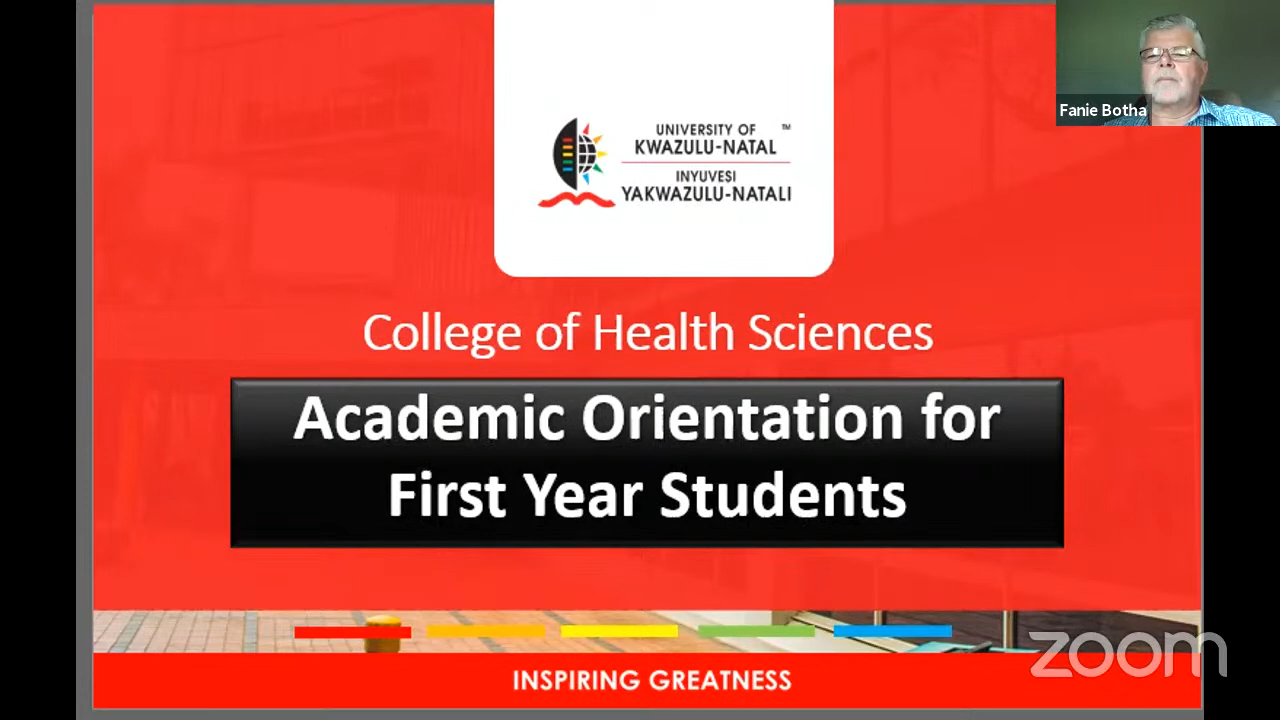 UNIVERSITY OF ™
KWAZULU-NATAL
INYUVESI
YAKWAZULU-NATALI
Fanie Botha
College of Health Sciences
Academic Orientation for
First Year Students
zoom
INSPIRING GREATNESS